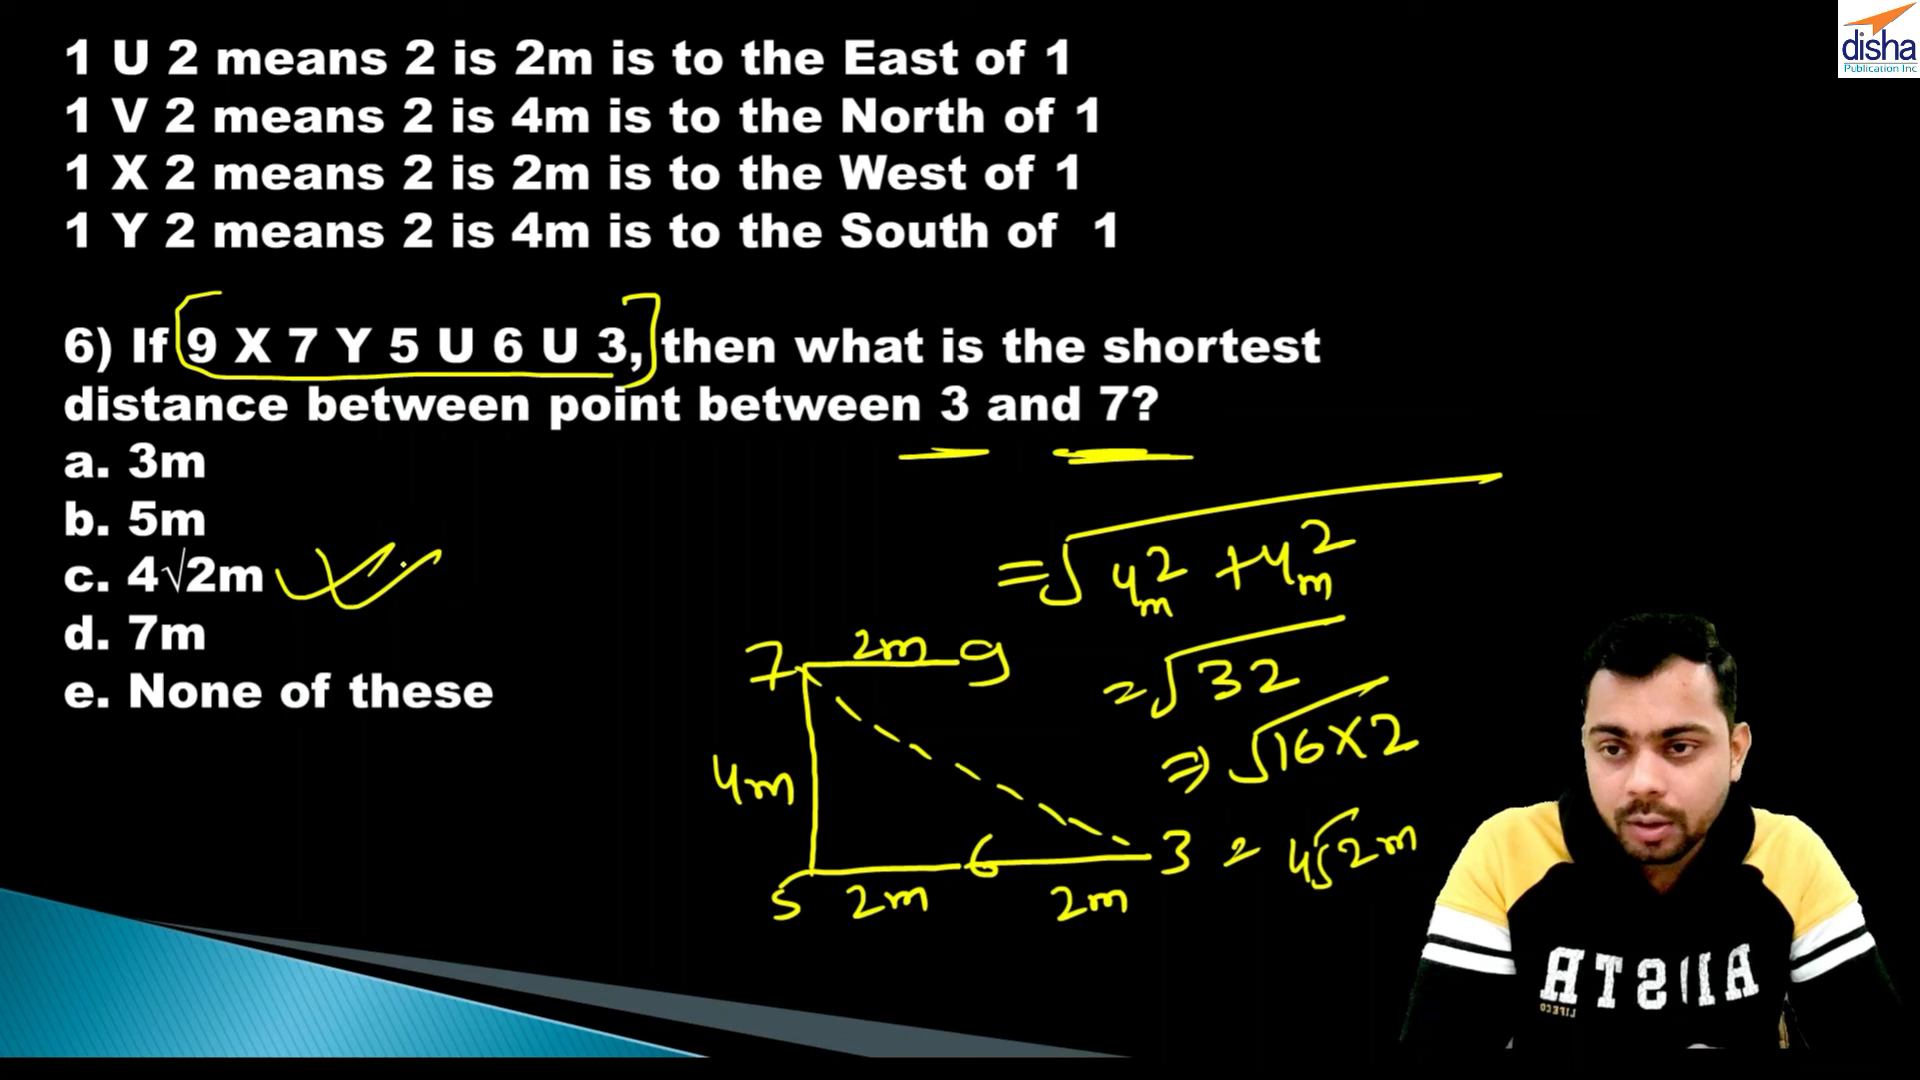 1 U 2 means 2 is 2m is to the East of 1
1 V 2 means 2 is 4m is to the North of 1
1 X 2 means 2 is 2m is to the West of 1
1 Y 2 means 2 is 4m is to the South of 1
6) If 9 X 7 Y 5 U 6 U 3, then what is the shortest
distance between point between 3 and 7?
a. 3m
b. 5m
c. 4√2m
d. 7m
e. None of these
disha
Publication Inc
=√4m² + 4m²
=√32
⇒ √16×2
= 4√2m
7 2m 9
4m
5 2m 6 2m 3